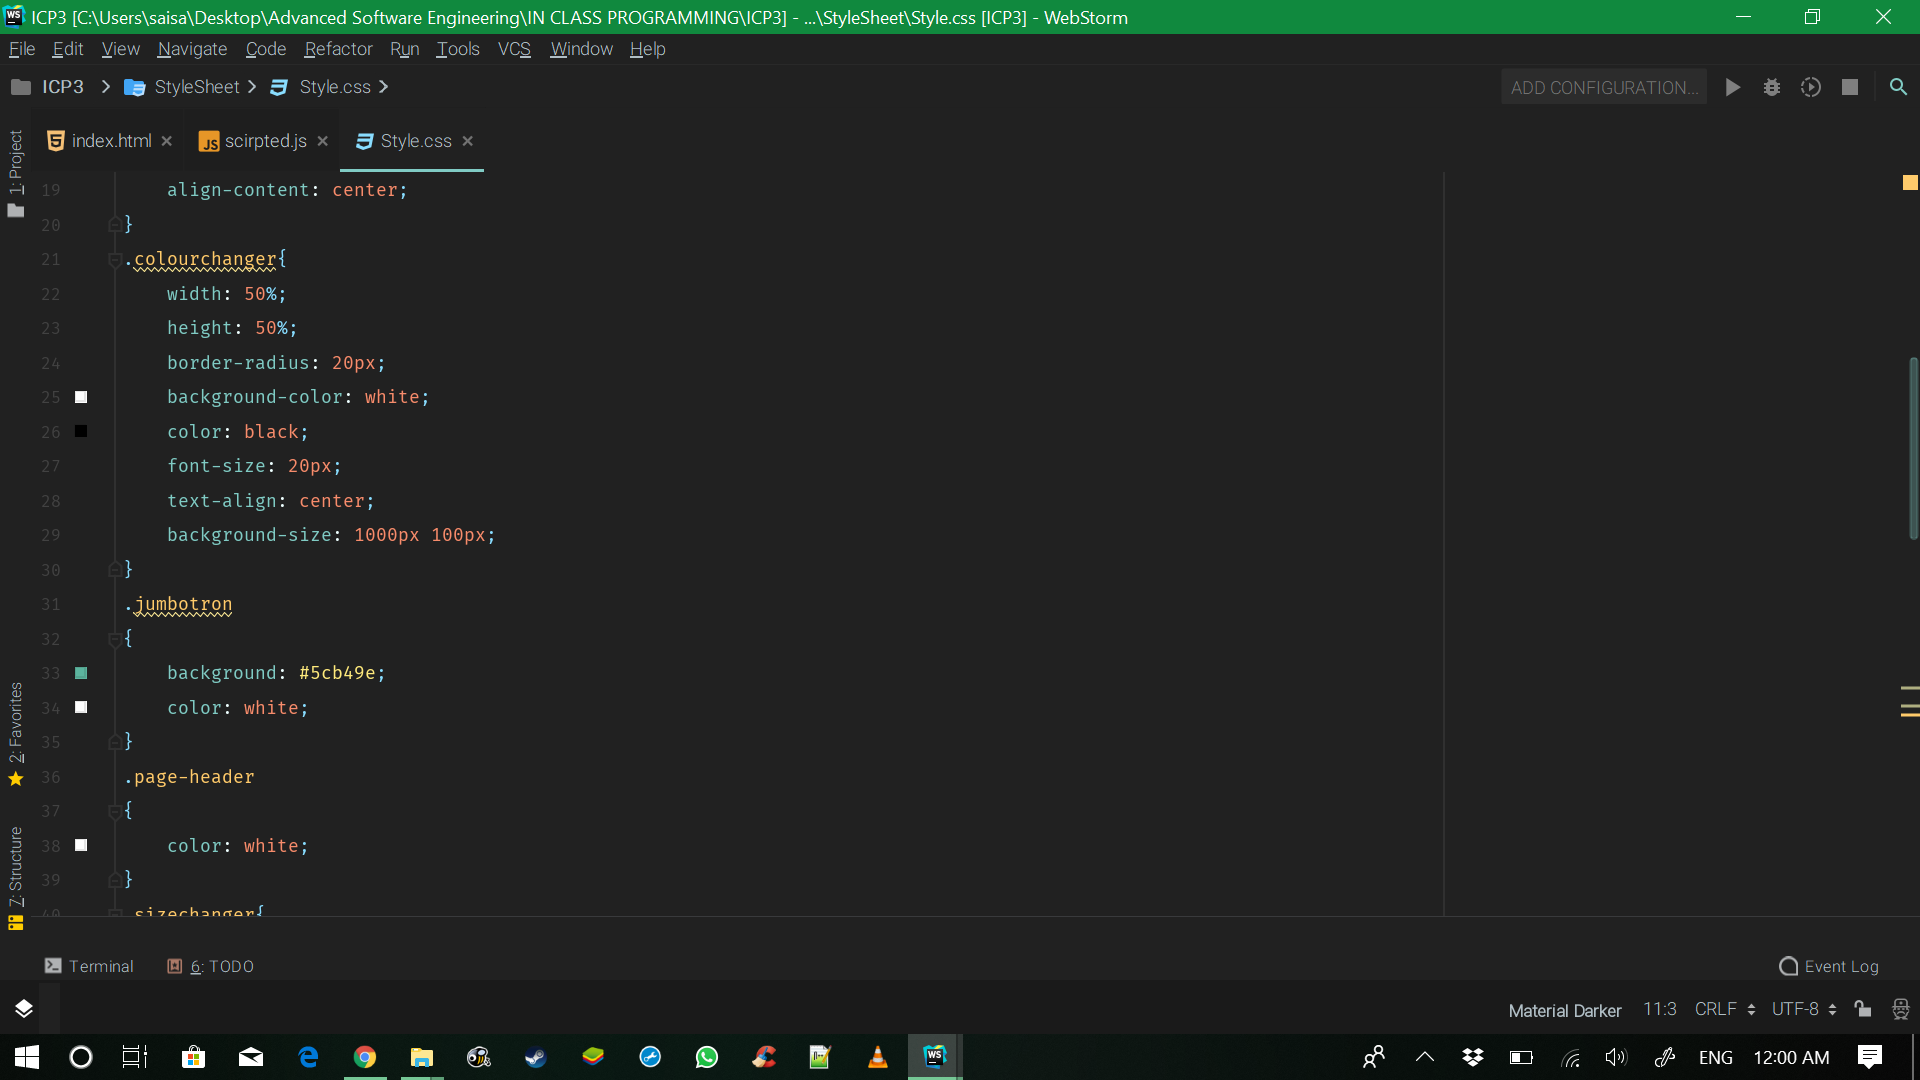 ICP3 [C:\Users\saisa\Desktop\Advanced Software Engineering\IN CLASS PROGRAMMING\ICP3] - ...\StyleSheet\Style.css [ICP3] - WebStorm
File Edit View Navigate Code Refactor Run Tools VCS Window Help
ICP3 StyleSheet Style.css ADD CONFIGURATION...
index.html scirpted.js Style.css
1: Project
2: Favorites
7: Structure
19 align-content: center;
20 }
21 .colourchanger{
22 width: 50%;
23 height: 50%;
24 border-radius: 20px;
25 background-color: white;
26 color: black;
27 font-size: 20px;
28 text-align: center;
29 background-size: 1000px 100px;
30 }
31 .jumbotron
32 {
33 background: #5cb49e;
34 color: white;
35 }
36 .page-header
37 {
38 color: white;
39 }
40 .sizechanger{
Terminal 6: TODO Event Log
Material Darker 11:3 CRLF UTF-8
ENG 12:00 AM